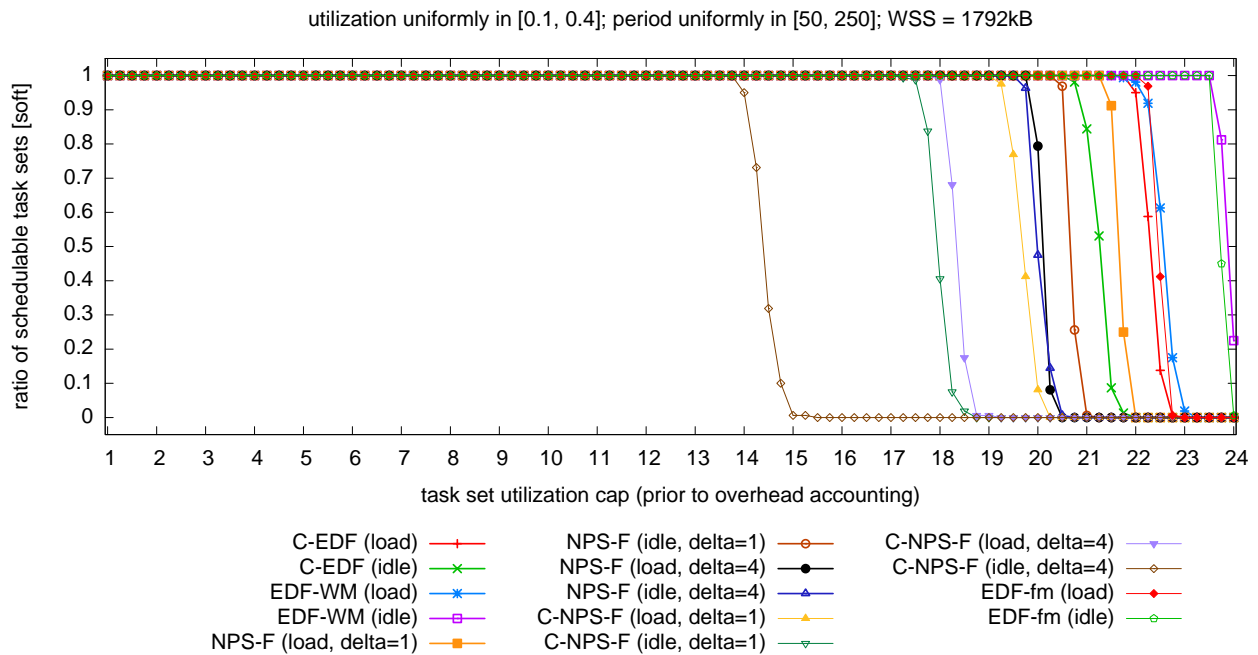 utilization uniformly in [0.1, 0.4]; period uniformly in [50, 250]; WSS = 1792kB
ratio of schedulable task sets [soft]
1
0.9
0.8
0.7
0.6
0.5
0.4
0.3
0.2
0.1
0
1 2 3 4 5 6 7 8 9 10 11 12 13 14 15 16 17 18 19 20 21 22 23 24
task set utilization cap (prior to overhead accounting)
C-EDF (load)
C-EDF (idle)
EDF-WM (load)
EDF-WM (idle)
NPS-F (load, delta=1)
NPS-F (idle, delta=1)
NPS-F (load, delta=4)
NPS-F (idle, delta=4)
C-NPS-F (load, delta=1)
C-NPS-F (idle, delta=1)
C-NPS-F (load, delta=4)
C-NPS-F (idle, delta=4)
EDF-fm (load)
EDF-fm (idle)